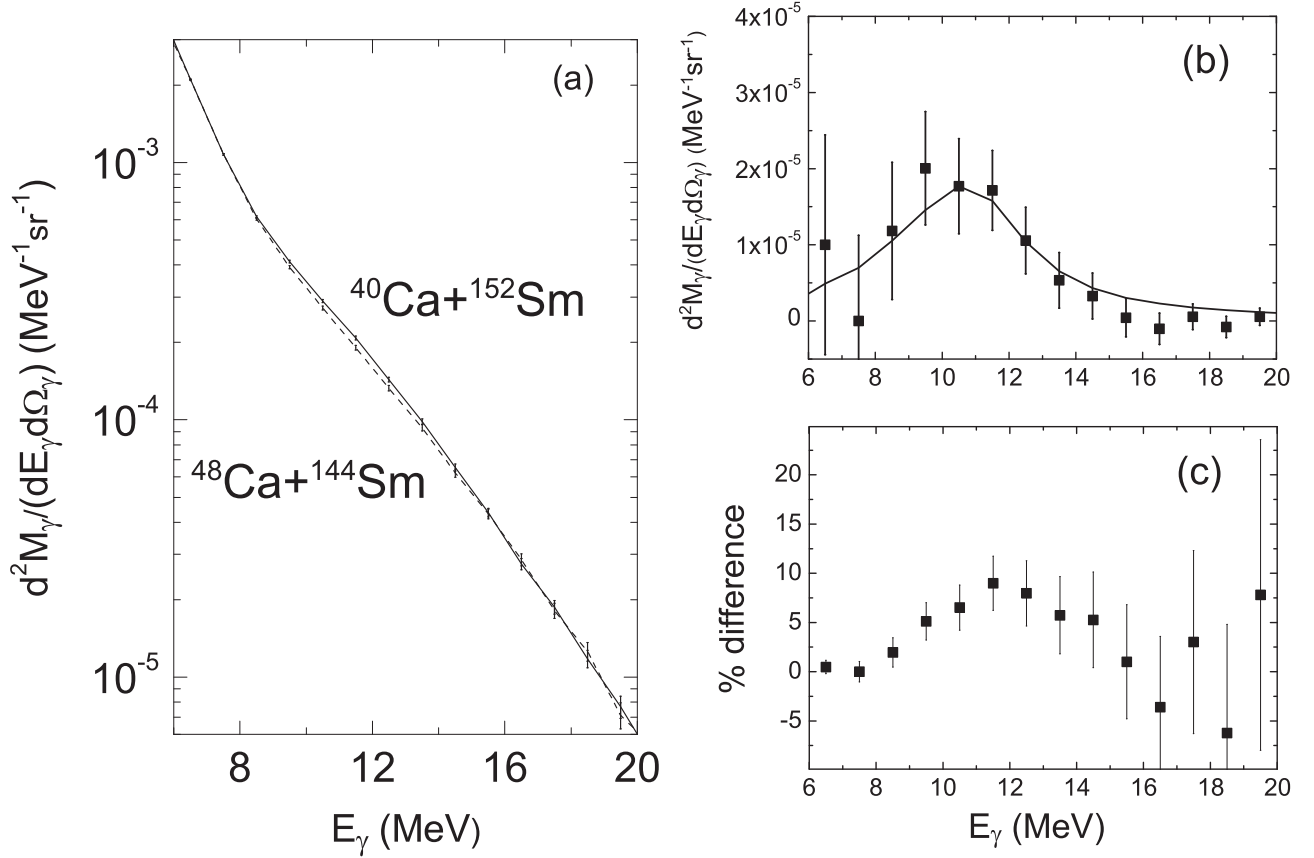 (a)
10⁻³
10⁻⁴
10⁻⁵
⁴⁰Ca+¹⁵²Sm
⁴⁸Ca+¹⁴⁴Sm
d²Mᵧ/(dEᵧdΩᵧ) (MeV⁻¹sr⁻¹)
8 12 16 20
Eᵧ (MeV)
(b)
4x10⁻⁵
3x10⁻⁵
2x10⁻⁵
1x10⁻⁵
0
d²Mᵧ/(dEᵧdΩᵧ) (MeV⁻¹sr⁻¹)
6 8 10 12 14 16 18 20
(c)
20
15
10
5
0
-5
% difference
6 8 10 12 14 16 18 20
Eᵧ (MeV)